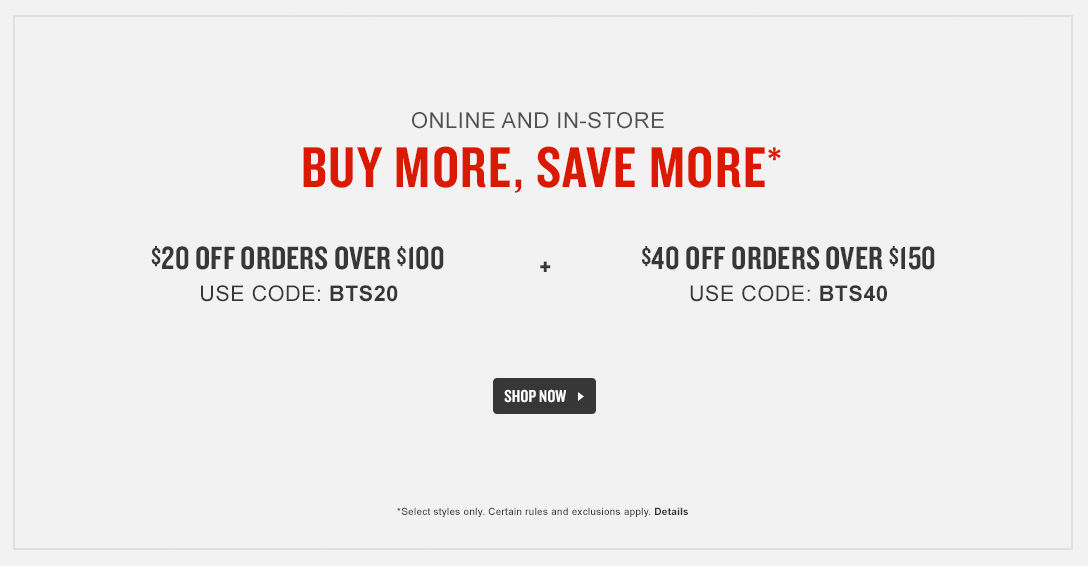 ONLINE AND IN-STORE
BUY MORE, SAVE MORE*
$20 OFF ORDERS OVER $100
USE CODE: BTS20
+
$40 OFF ORDERS OVER $150
USE CODE: BTS40
SHOP NOW
*Select styles only. Certain rules and exclusions apply. Details